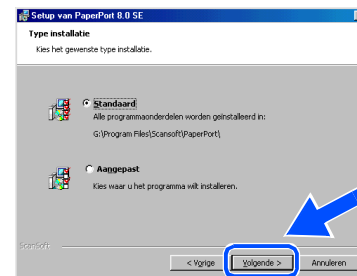 Setup van PaperPort 8.0 SE
Type installatie
Kies het gewenste type installatie.
Standaard
Alle programmaonderdelen worden geïnstalleerd in:
G:\Program Files\Scansoft\PaperPort\
Aangepast
Kies waar u het programma wilt installeren.
ScanSoft
< Vorige
Volgende >
Annuleren